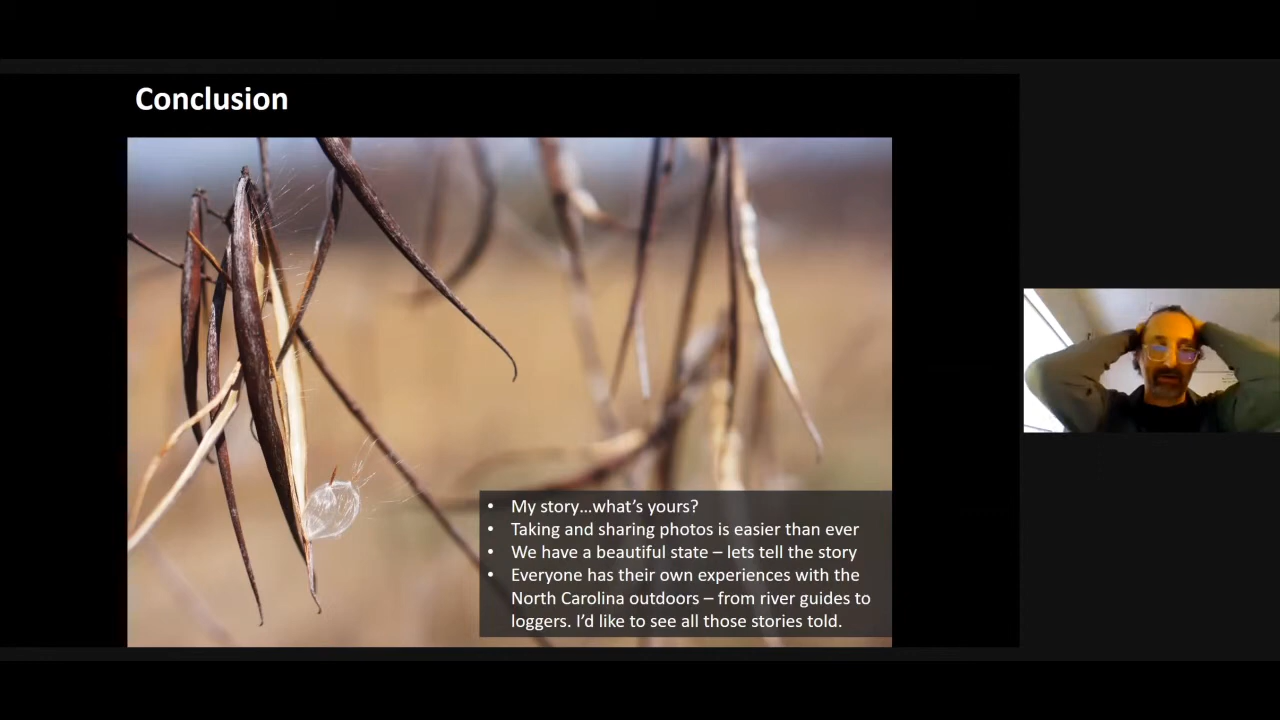 Conclusion
• My story…what’s yours?
• Taking and sharing photos is easier than ever
• We have a beautiful state – lets tell the story
• Everyone has their own experiences with the
North Carolina outdoors – from river guides to
loggers. I’d like to see all those stories told.